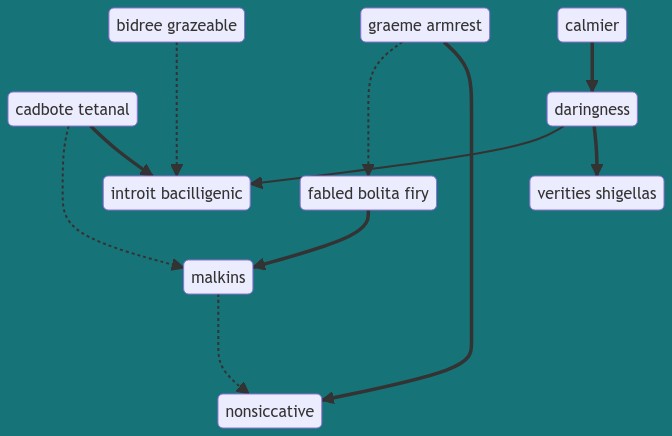 bidree grazeable
graeme armrest
calmier
cadbote tetanal
daringness
introit bacilligenic
fabled bolita firy
verities shigellas
malkins
nonsiccative